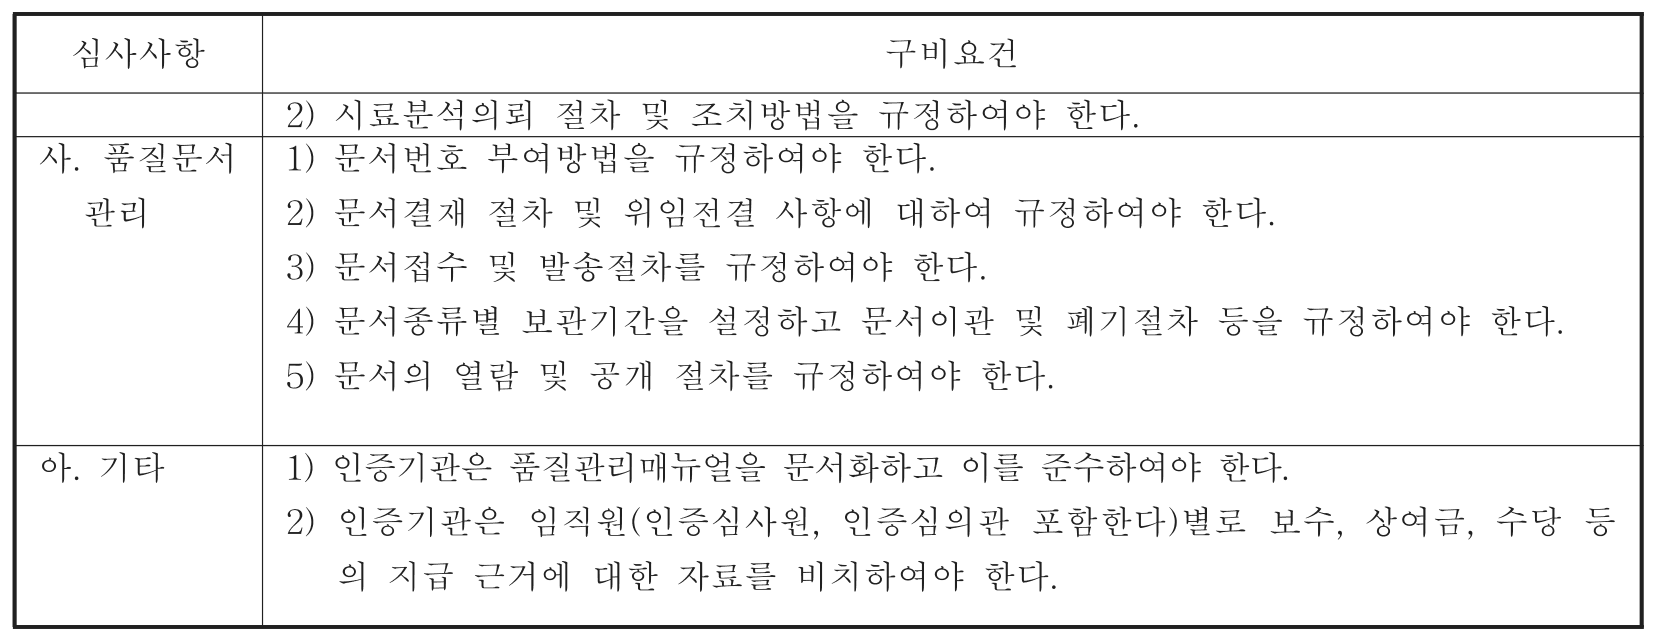 심사사항
구비요건
2) 시료분석의뢰 절차 및 조치방법을 규정하여야 한다.
사. 품질문서
관리
1) 문서번호 부여방법을 규정하여야 한다.
2) 문서결재 절차 및 위임전결 사항에 대하여 규정하여야 한다.
3) 문서접수 및 발송절차를 규정하여야 한다.
4) 문서종류별 보관기간을 설정하고 문서이관 및 폐기절차 등을 규정하여야 한다.
5) 문서의 열람 및 공개 절차를 규정하여야 한다.
아. 기타
1) 인증기관은 품질관리매뉴얼을 문서화하고 이를 준수하여야 한다.
2) 인증기관은 임직원(인증심사원, 인증심의관 포함한다)별로 보수, 상여금, 수당 등
의 지급 근거에 대한 자료를 비치하여야 한다.